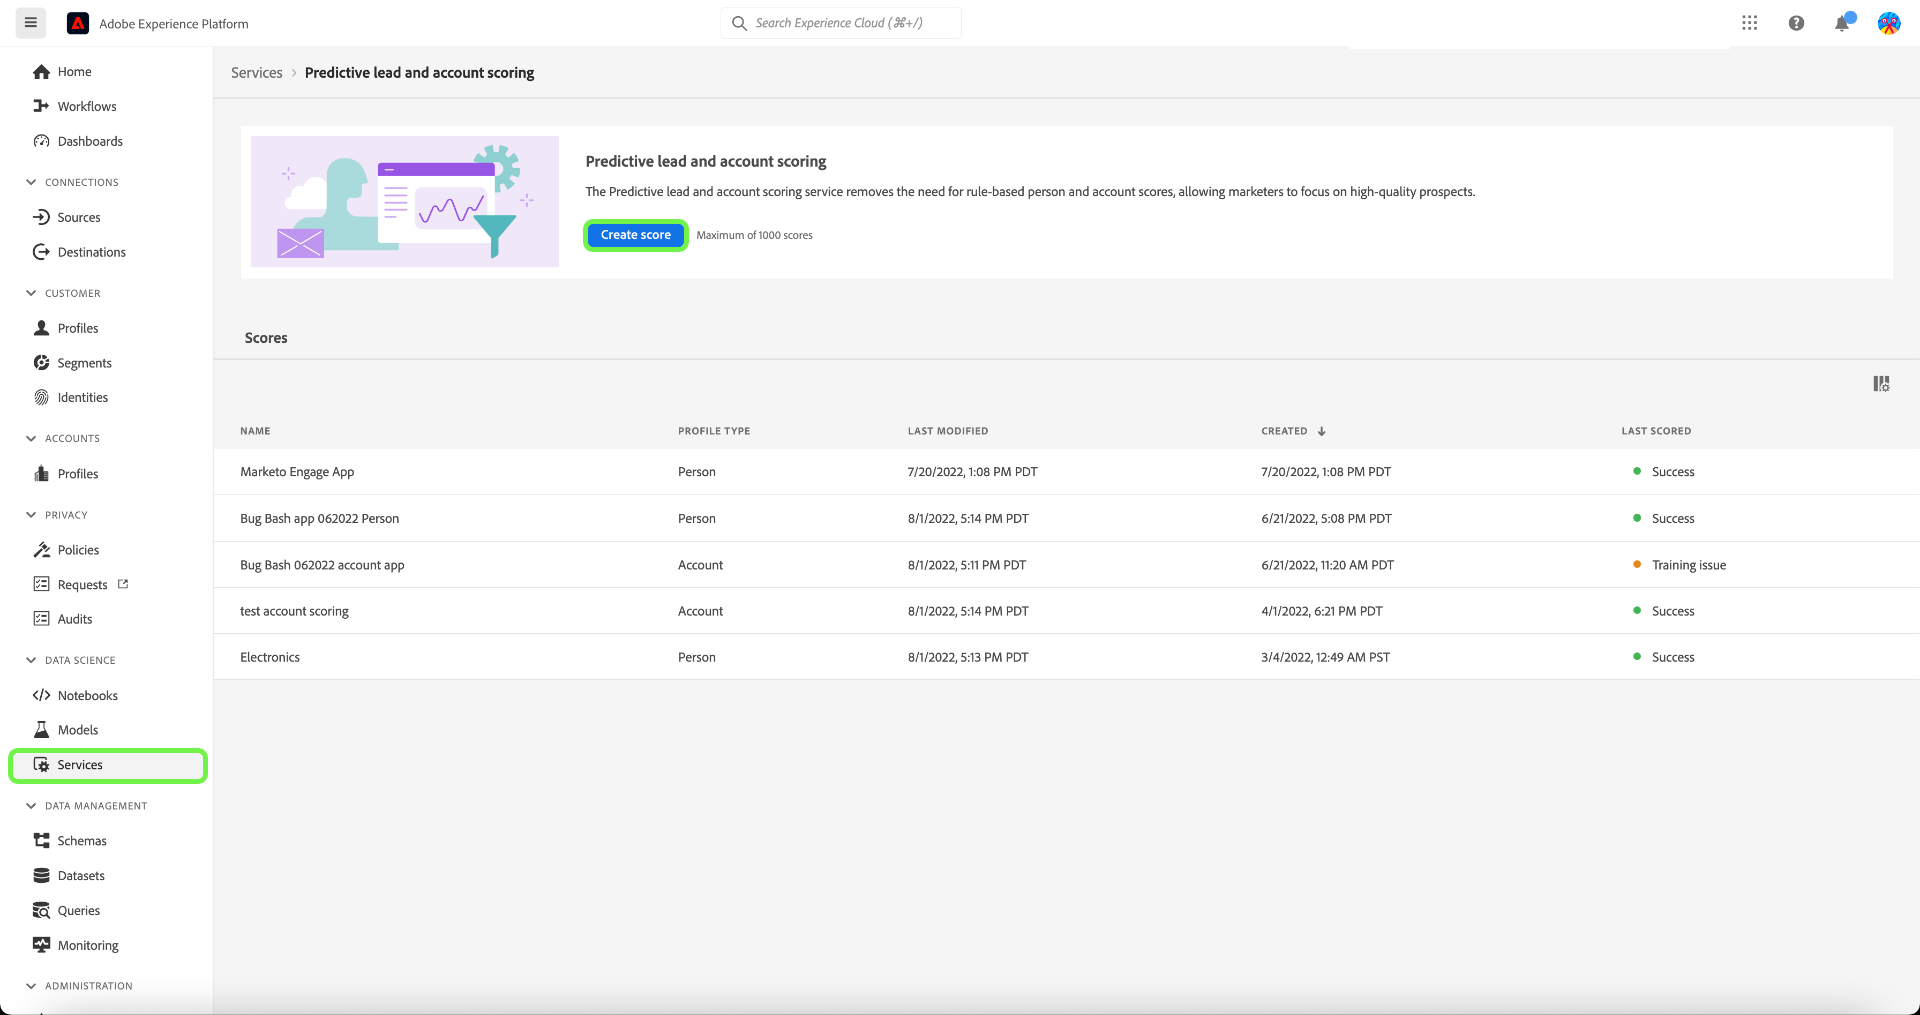 Adobe Experience Platform
Search Experience Cloud (⌘+/)
Home
Workflows
Dashboards
CONNECTIONS
Sources
Destinations
CUSTOMER
Profiles
Segments
Identities
ACCOUNTS
Profiles
PRIVACY
Policies
Requests
Audits
DATA SCIENCE
Notebooks
Models
Services
DATA MANAGEMENT
Schemas
Datasets
Queries
Monitoring
ADMINISTRATION
Services > Predictive lead and account scoring
Predictive lead and account scoring
The Predictive lead and account scoring service removes the need for rule-based person and account scores, allowing marketers to focus on high-quality prospects.
Create score Maximum of 1000 scores
Scores
NAME PROFILE TYPE LAST MODIFIED CREATED ↓ LAST SCORED
Marketo Engage App Person 7/20/2022, 1:08 PM PDT 7/20/2022, 1:08 PM PDT Success
Bug Bash app 062022 Person Person 8/1/2022, 5:14 PM PDT 6/21/2022, 5:08 PM PDT Success
Bug Bash 062022 account app Account 8/1/2022, 5:11 PM PDT 6/21/2022, 11:20 AM PDT Training issue
test account scoring Account 8/1/2022, 5:14 PM PDT 4/1/2022, 6:21 PM PDT Success
Electronics Person 8/1/2022, 5:13 PM PDT 3/4/2022, 12:49 AM PST Success